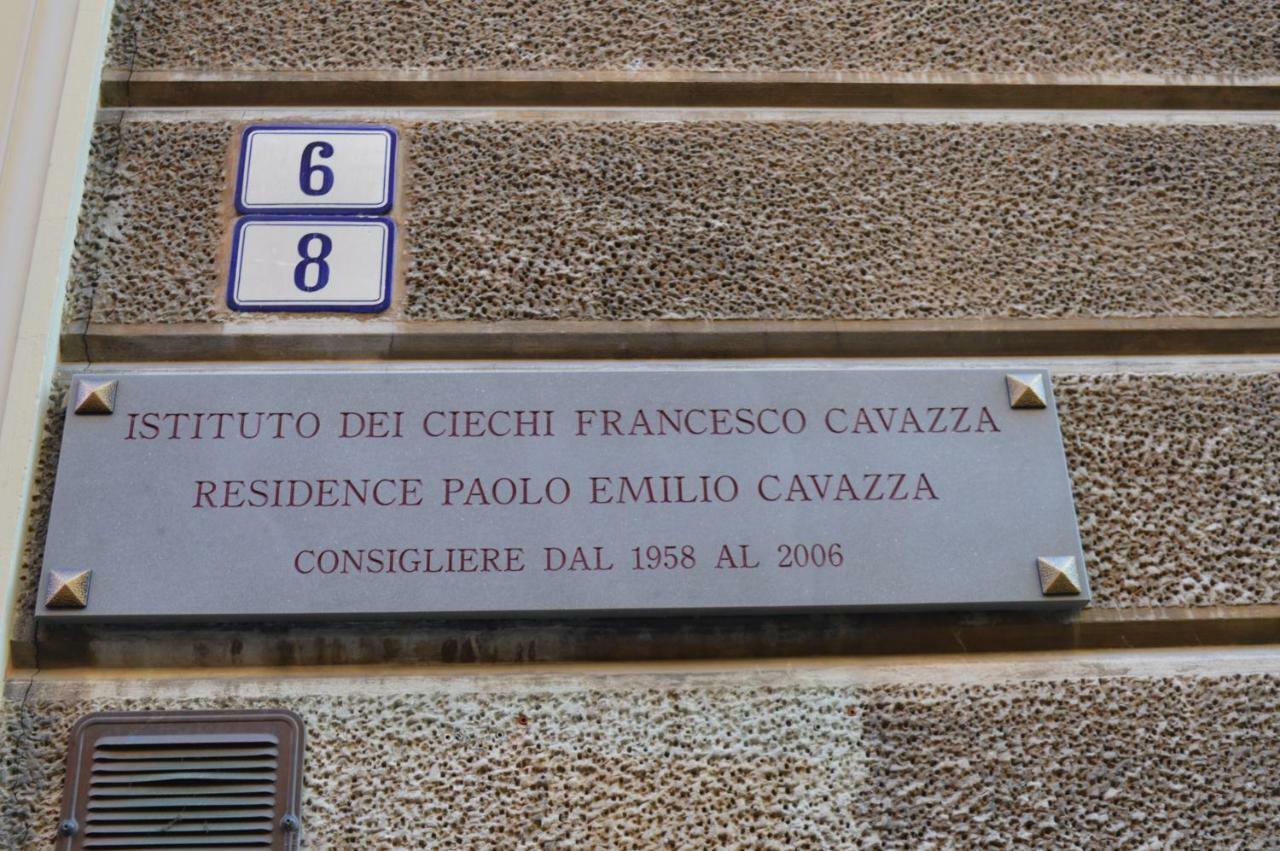 6
8
ISTITUTO DEI CIECHI FRANCESCO CAVAZZA
RESIDENCE PAOLO EMILIO CAVAZZA
CONSIGLIERE DAL 1958 AL 2006